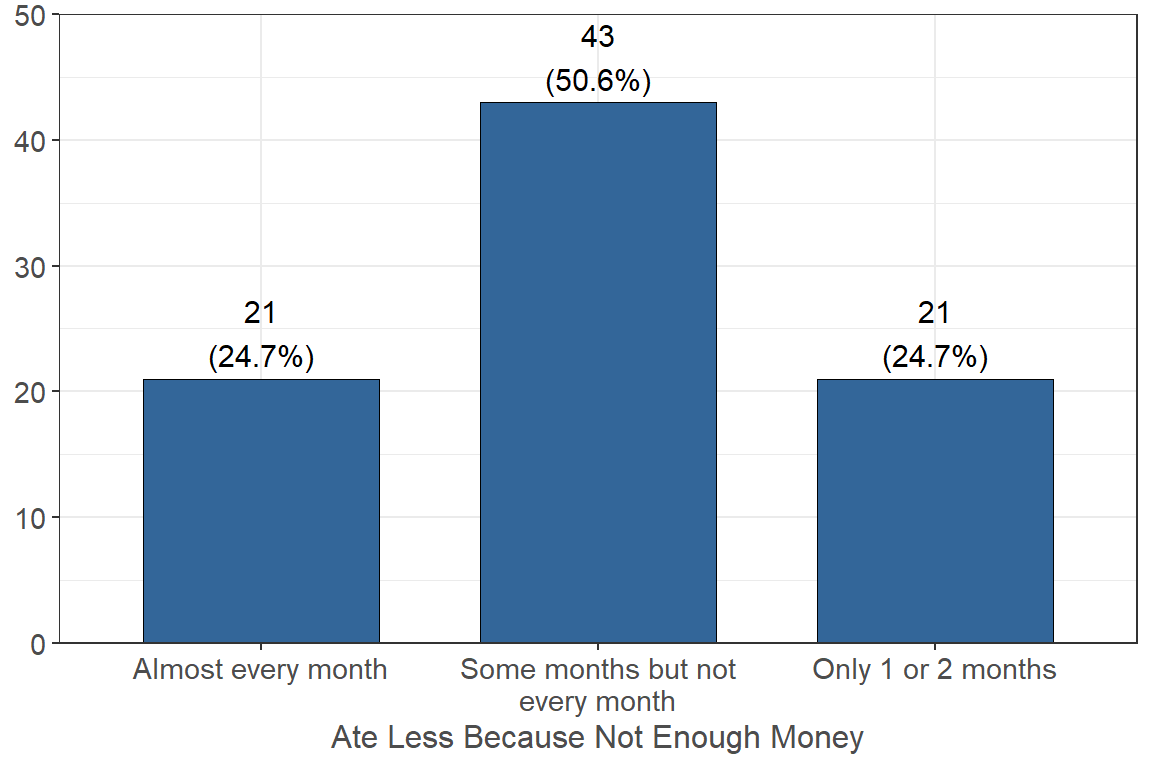 50
40
30
20
10
0
21
(24.7%)
43
(50.6%)
21
(24.7%)
Almost every month
Some months but not
every month
Only 1 or 2 months
Ate Less Because Not Enough Money